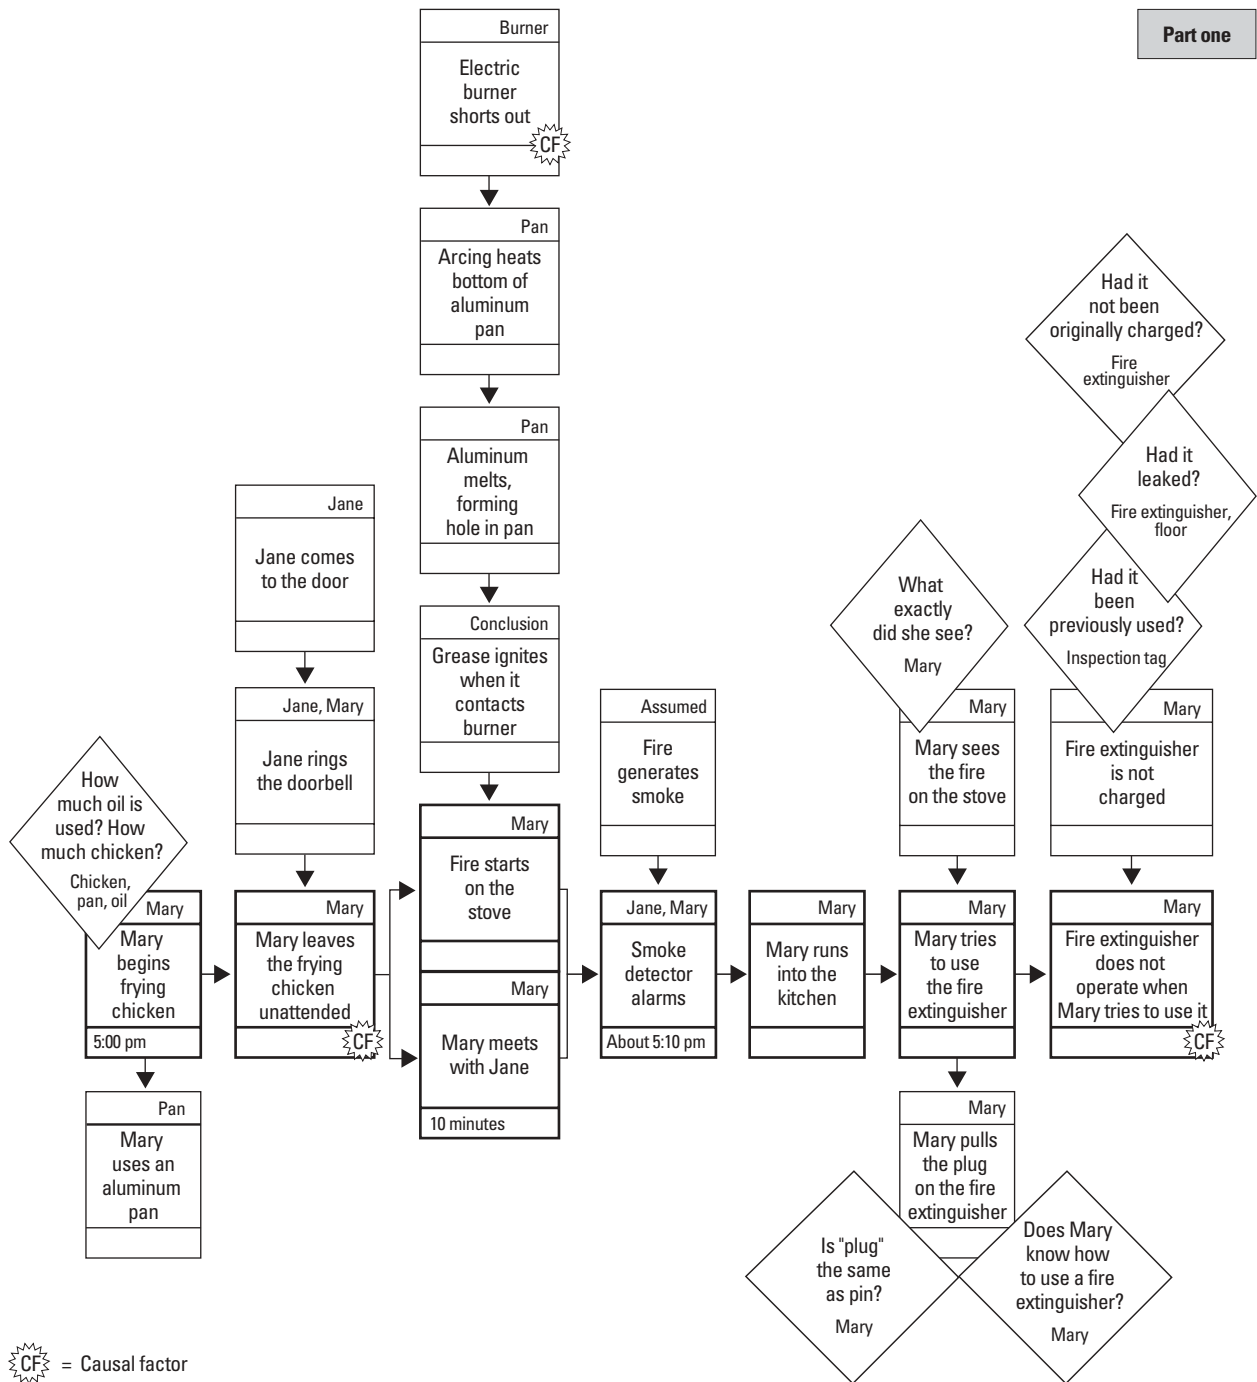 Part one
Burner
Electric
burner
shorts out
CF
Pan
Arcing heats
bottom of
aluminum
pan
Pan
Aluminum
melts,
forming
hole in pan
Conclusion
Grease ignites
when it
contacts
burner
Jane
Jane comes
to the door
Jane, Mary
Jane rings
the doorbell
How
much oil is
used? How
much chicken?
Chicken,
pan, oil
Mary
Mary
begins
frying
chicken
5:00 pm
Pan
Mary
uses an
aluminum
pan
Mary
Mary leaves
the frying
chicken
unattended
CF
Mary
Fire starts
on the
stove
Mary
Mary meets
with Jane
10 minutes
Assumed
Fire
generates
smoke
Jane, Mary
Smoke
detector
alarms
About 5:10 pm
Mary
Mary runs
into the
kitchen
What
exactly
did she see?
Mary
Mary
Mary sees
the fire
on the stove
Mary
Mary tries
to use
the fire
extinguisher
Mary
Mary pulls
the plug
on the fire
extinguisher
Is "plug"
the same
as pin?
Mary
Does Mary
know how
to use a fire
extinguisher?
Mary
Had it
not been
originally charged?
Fire
extinguisher
Had it
leaked?
Fire extinguisher,
floor
Had it
been
previously used?
Inspection tag
Mary
Fire extinguisher
is not
charged
Mary
Fire extinguisher
does not
operate when
Mary tries to use it
CF
CF = Causal factor